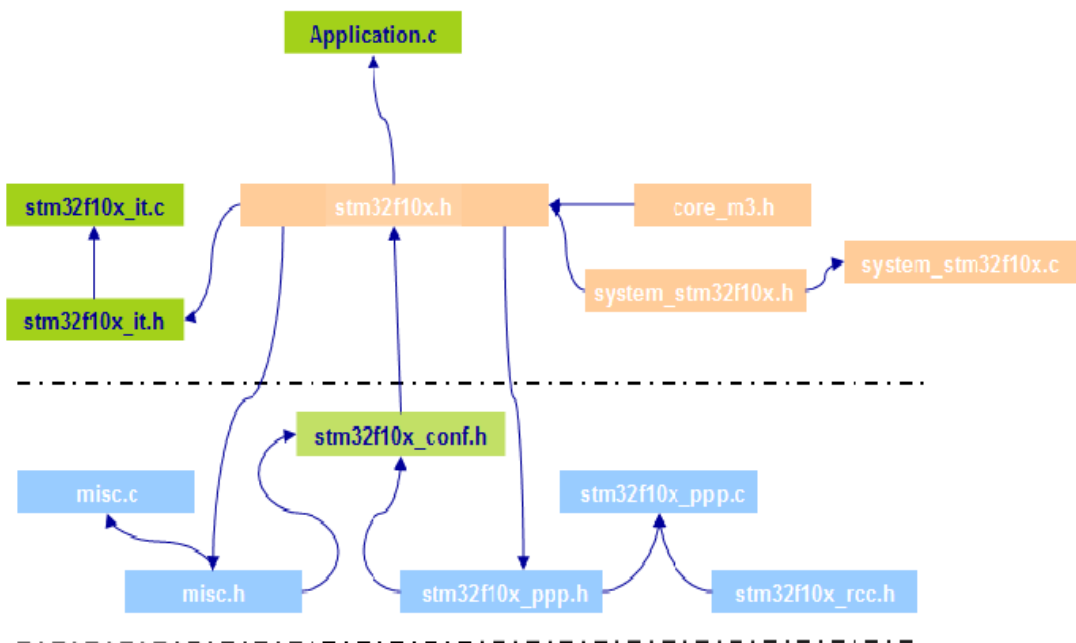 Application.c
stm32f10x_it.c
stm32f10x.h
core_m3.h
system_stm32f10x.c
system_stm32f10x.h
stm32f10x_it.h
stm32f10x_conf.h
misc.c
stm32f10x_ppp.c
misc.h
stm32f10x_ppp.h
stm32f10x_rcc.h